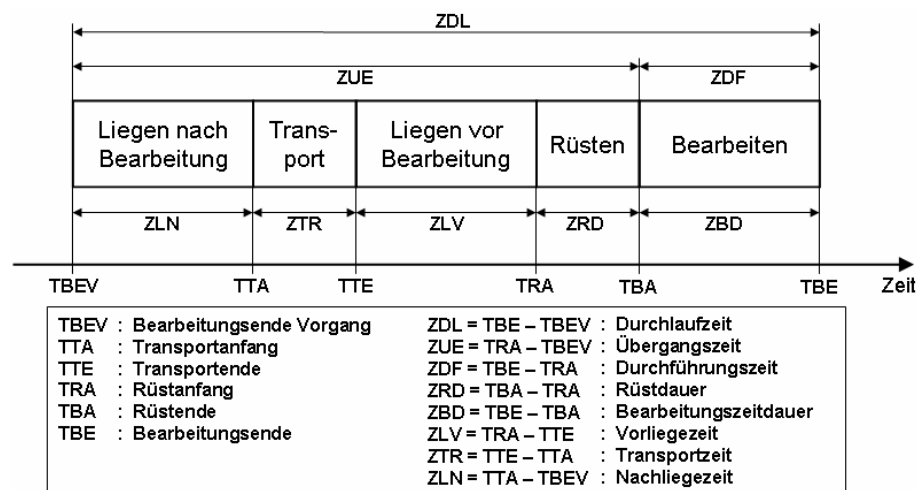 ZDL
ZUE ZDF
Liegen nach Trans- Liegen vor Rüsten Bearbeiten
Bearbeitung port Bearbeitung
ZLN ZTR ZLV ZRD ZBD
TBEV TTA TTE TRA TBA TBE Zeit
TBEV : Bearbeitungsende Vorgang ZDL = TBE – TBEV : Durchlaufzeit
TTA : Transportanfang ZUE = TRA – TBEV : Übergangszeit
TTE : Transportende ZDF = TBE – TRA : Durchführungszeit
TRA : Rüstanfang ZRD = TBA – TRA : Rüstdauer
TBA : Rüstende ZBD = TBE – TBA : Bearbeitungszeitdauer
TBE : Bearbeitungsende ZLV = TRA – TTE : Vorliegezeit
ZTR = TTE – TTA : Transportzeit
ZLN = TTA – TBEV : Nachliegezeit